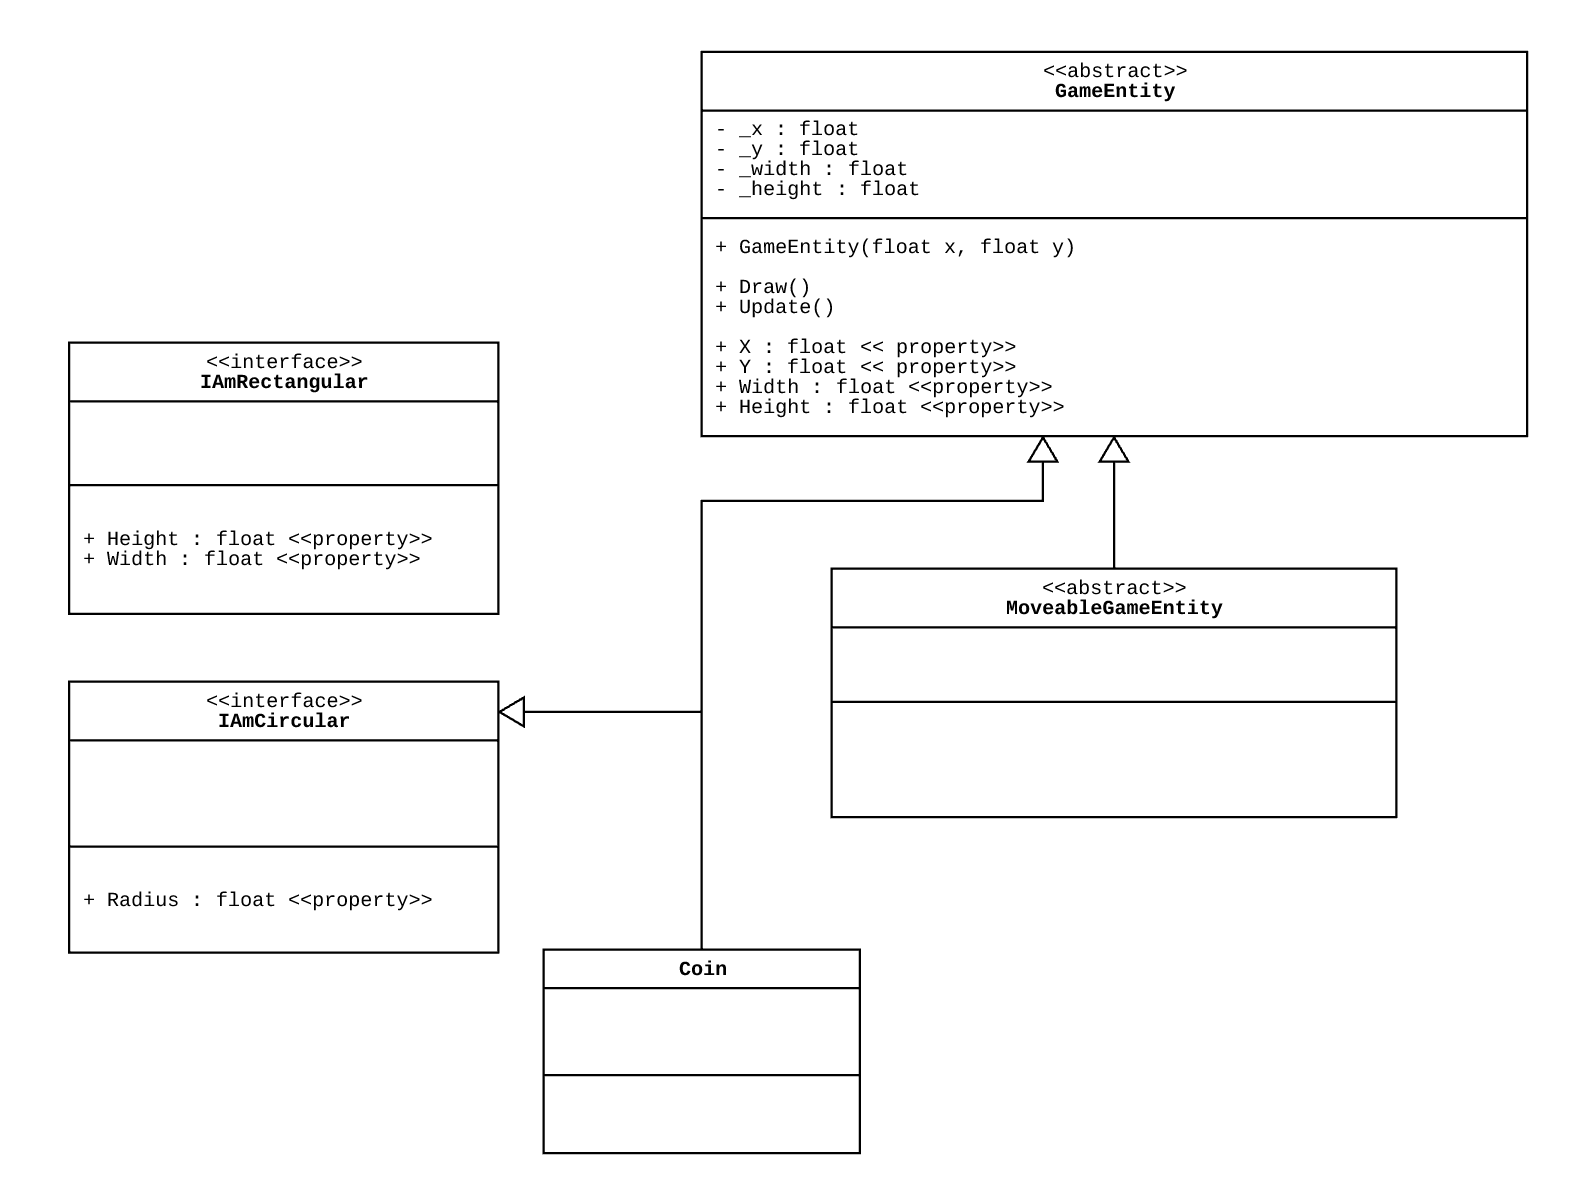 <<abstract>>
GameEntity
- _x : float
- _y : float
- _width : float
- _height : float
+ GameEntity(float x, float y)
+ Draw()
+ Update()
+ X : float << property>>
+ Y : float << property>>
+ Width : float <<property>>
+ Height : float <<property>>
<<interface>>
IAmRectangular
+ Height : float <<property>>
+ Width : float <<property>>
<<abstract>>
MoveableGameEntity
<<interface>>
IAmCircular
+ Radius : float <<property>>
Coin